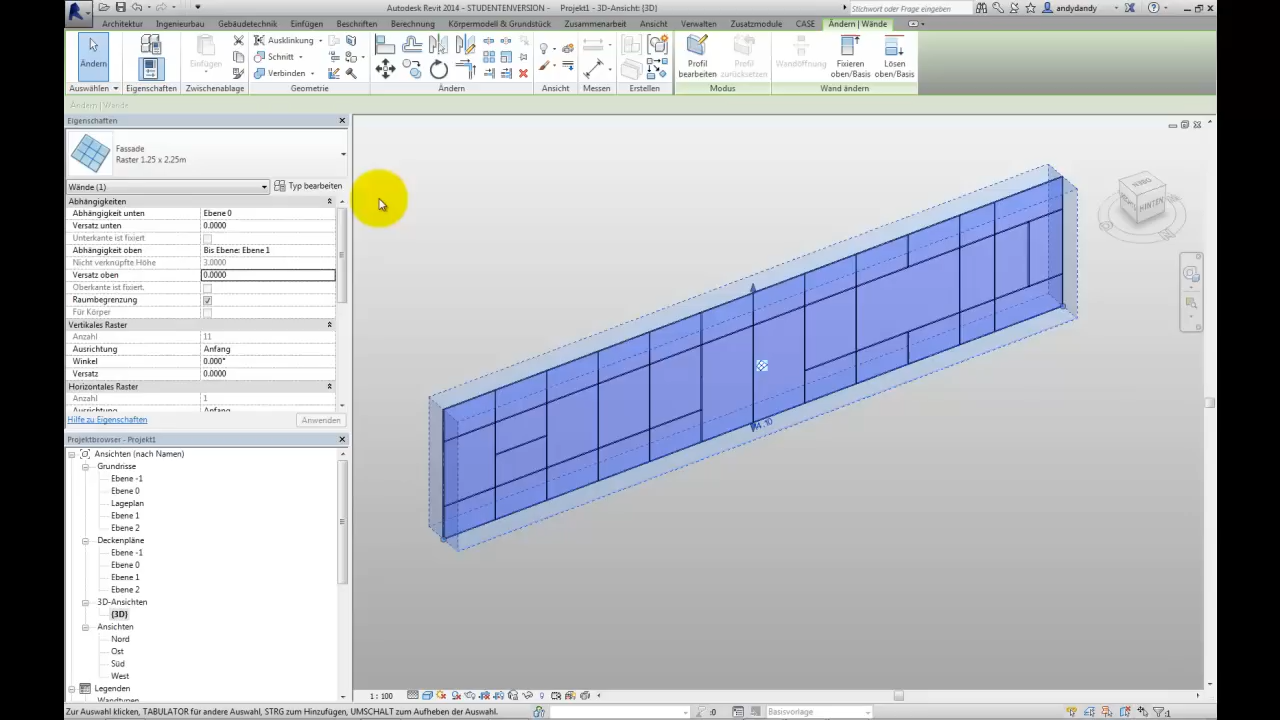 Autodesk Revit 2014 - STUDENTENVERSION - Projekt1 - 3D-Ansicht: {3D}
Stichwort oder Frage eingeben
andydandy
Architektur Ingenieurbau Gebäudetechnik Einfügen Beschriften Berechnung Körpermodell & Grundstück Zusammenarbeit Ansicht Verwalten Zusatzmodule CASE Ändern | Wände
Ausklinkung
Schnitt
Verbinden
Ändern
Einfügen
Profil bearbeiten
Profil zurücksetzen
Wandöffnung
Fixieren oben/Basis
Lösen oben/Basis
Auswählen Eigenschaften Zwischenablage Geometrie Ändern Ansicht Messen Erstellen Modus Wand ändern
Ändern | Wände
Eigenschaften
Fassade
Raster 1.25 x 2.25m
Wände (1) Typ bearbeiten
Abhängigkeiten
Abhängigkeit unten Ebene 0
Versatz unten 0.0000
Unterkante ist fixiert
Abhängigkeit oben Bis Ebene: Ebene 1
Nicht verknüpfte Höhe 3.0000
Versatz oben 0.0000
Oberkante ist fixiert.
Raumbegrenzung
Für Körper
Vertikales Raster
Anzahl 11
Ausrichtung Anfang
Winkel 0.000°
Versatz 0.0000
Horizontales Raster
Anzahl 1
Ausrichtung Anfang
Hilfe zu Eigenschaften Anwenden
Projektbrowser - Projekt1
Ansichten (nach Namen)
Grundrisse
Ebene -1
Ebene 0
Lageplan
Ebene 1
Ebene 2
Deckenpläne
Ebene -1
Ebene 0
Ebene 1
Ebene 2
3D-Ansichten
{3D}
Ansichten
Nord
Ost
Süd
West
Legenden
Wandtypen
HINTEN
1 : 100
Zur Auswahl klicken, TABULATOR für andere Auswahl, STRG zum Hinzufügen, UMSCHALT zum Aufheben der Auswahl.
:0
Basisvorlage
:1